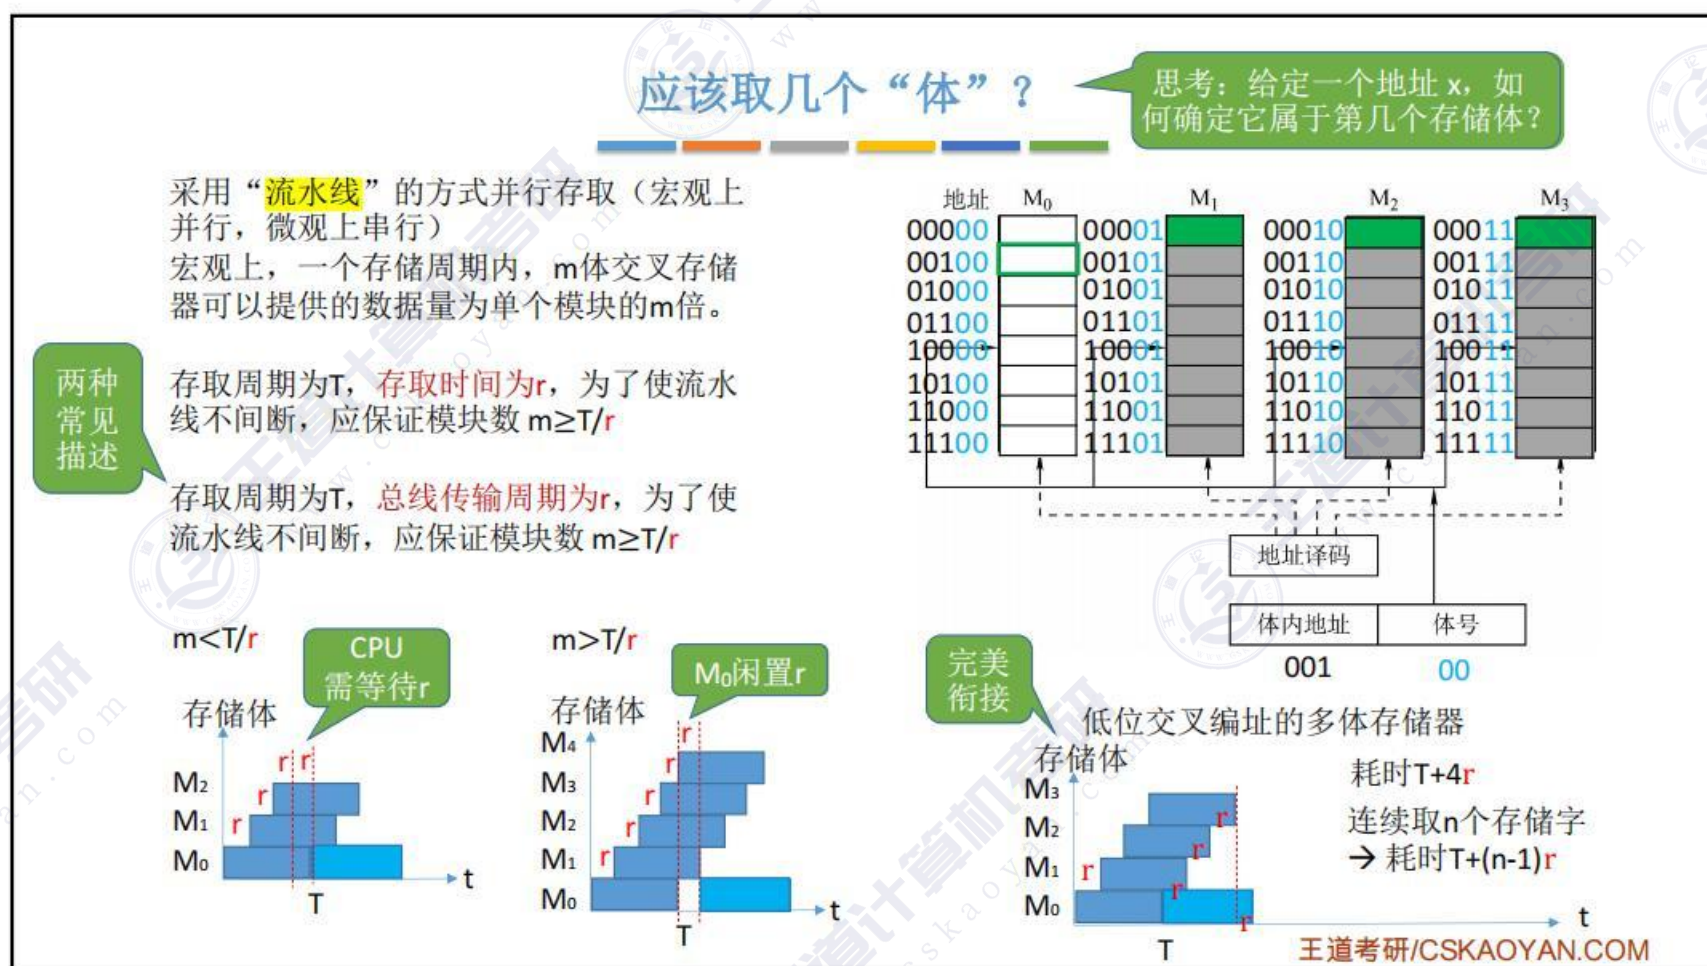 应该取几个“体”？
思考：给定一个地址 x，如
何确定它属于第几个存储体？
采用“流水线”的方式并行存取（宏观上
并行，微观上串行）
宏观上，一个存储周期内，m体交叉存储
器可以提供的数据量为单个模块的m倍。
两种
常见
描述
存取周期为T，存取时间为r，为了使流水
线不间断，应保证模块数 m≥T/r
存取周期为T，总线传输周期为r，为了使
流水线不间断，应保证模块数 m≥T/r
地址 M0 M1 M2 M3
00000 00001 00010 00011
00100 00101 00110 00111
01000 01001 01010 01011
01100 01101 01110 01111
10000 10001 10010 10011
10100 10101 10110 10111
11000 11001 11010 11011
11100 11101 11110 11111
地址译码
体内地址 体号
001 00
低位交叉编址的多体存储器
m<T/r
CPU
需等待r
存储体
r r
M2 r
M1 r
M0
t
T
m>T/r
M0闲置r
存储体
M4 r
M3 r
M2 r
M1 r
M0 r
t
T
完美
衔接
存储体
M3
M2 r
M1 r r
M0 r r
t
T
耗时T+4r
连续取n个存储字
→ 耗时T+(n-1)r
王道考研/CSKAOYAN.COM